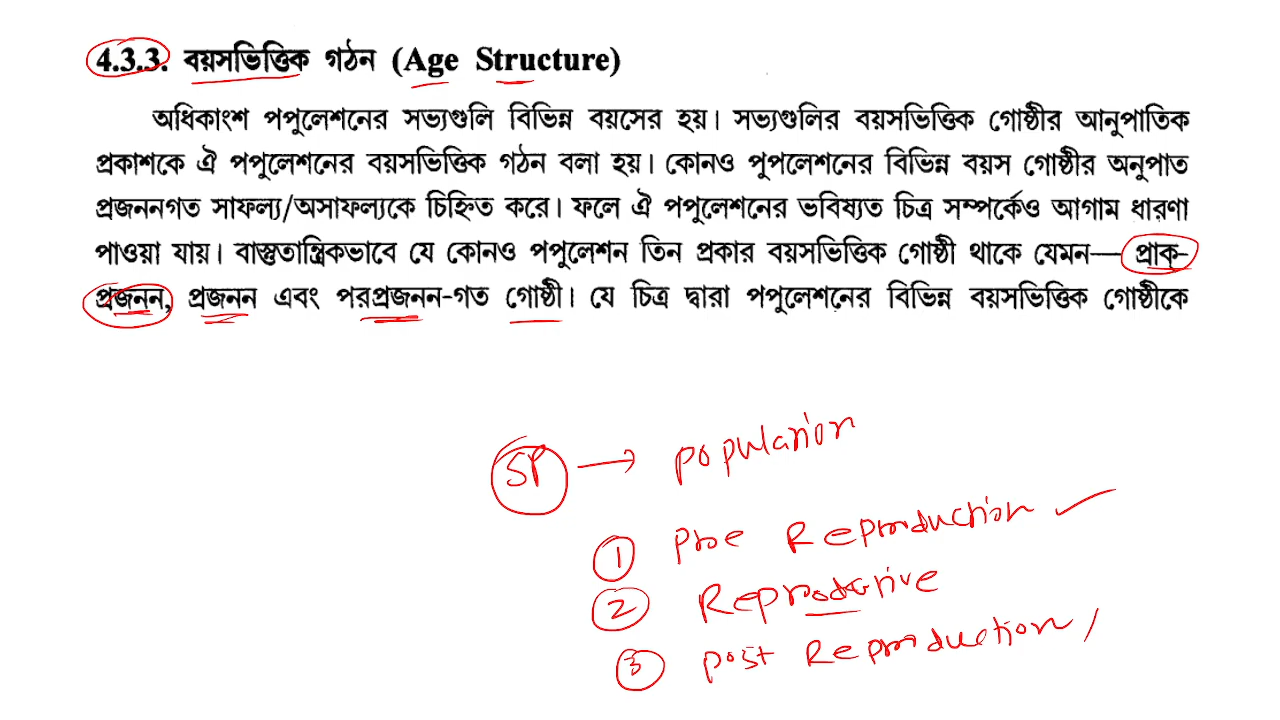 4.3.3. বয়সভিত্তিক গঠন (Age Structure)
অধিকাংশ পপুলেশনের সভ্যগুলি বিভিন্ন বয়সের হয়। সভ্যগুলির বয়সভিত্তিক গোষ্ঠীর আনুপাতিক
প্রকাশকে ঐ পপুলেশনের বয়সভিত্তিক গঠন বলা হয়। কোনও পুপলেশনের বিভিন্ন বয়স গোষ্ঠীর অনুপাত
প্রজননগত সাফল্য/অসাফল্যকে চিহ্নিত করে। ফলে ঐ পপুলেশনের ভবিষ্যত চিত্র সম্পর্কেও আগাম ধারণা
পাওয়া যায়। বাস্তুতান্ত্রিকভাবে যে কোনও পপুলেশন তিন প্রকার বয়সভিত্তিক গোষ্ঠী থাকে যেমন— প্রাক্-
প্রজনন, প্রজনন এবং পরপ্রজনন-গত গোষ্ঠী। যে চিত্র দ্বারা পপুলেশনের বিভিন্ন বয়সভিত্তিক গোষ্ঠীকে
SP → population
1 Pre Reproduction
2 Reproductive
3 post Reproduction